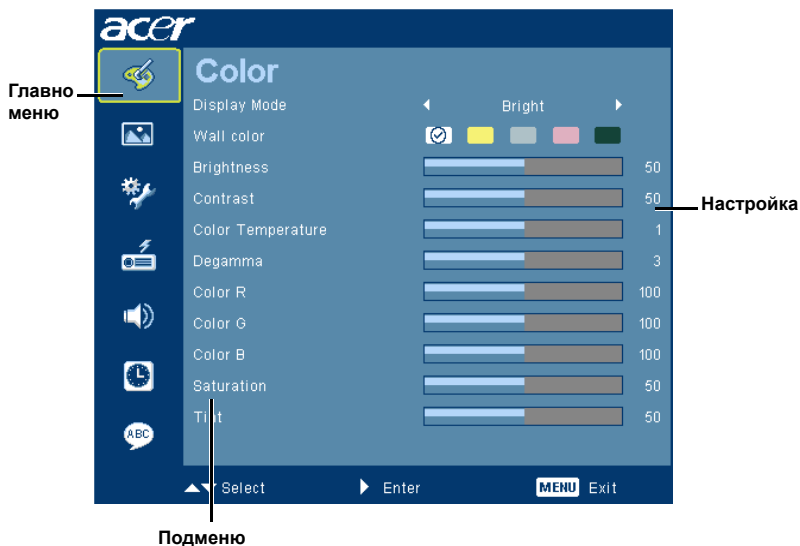 acer
Color
Главно
меню
Display Mode Bright
Wall color
Brightness 50
Contrast 50
Настройка
Color Temperature 1
Degamma 3
Color R 100
Color G 100
Color B 100
Saturation 50
Tint 50
ABC
Select Enter MENU Exit
Подменю